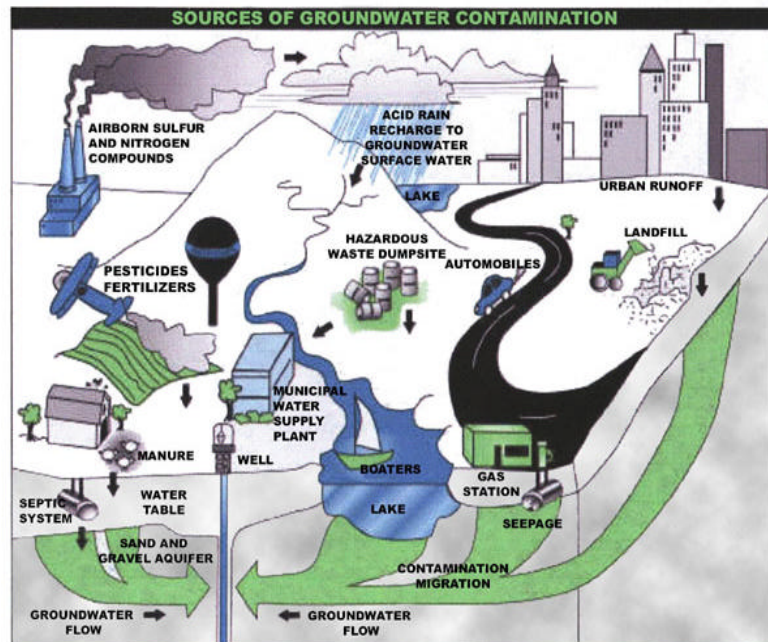 SOURCES OF GROUNDWATER CONTAMINATION
AIRBORN SULFUR
AND NITROGEN
COMPOUNDS
ACID RAIN
RECHARGE TO
GROUNDWATER
SURFACE WATER
LAKE
URBAN RUNOFF
PESTICIDES
FERTILIZERS
HAZARDOUS
WASTE DUMPSITE
AUTOMOBILES
LANDFILL
MUNICIPAL
WATER
SUPPLY
PLANT
MANURE
WELL
BOATERS
GAS
STATION
SEPTIC
SYSTEM
WATER
TABLE
LAKE
SEEPAGE
SAND AND
GRAVEL AQUIFER
CONTAMINATION
MIGRATION
GROUNDWATER
FLOW
GROUNDWATER
FLOW